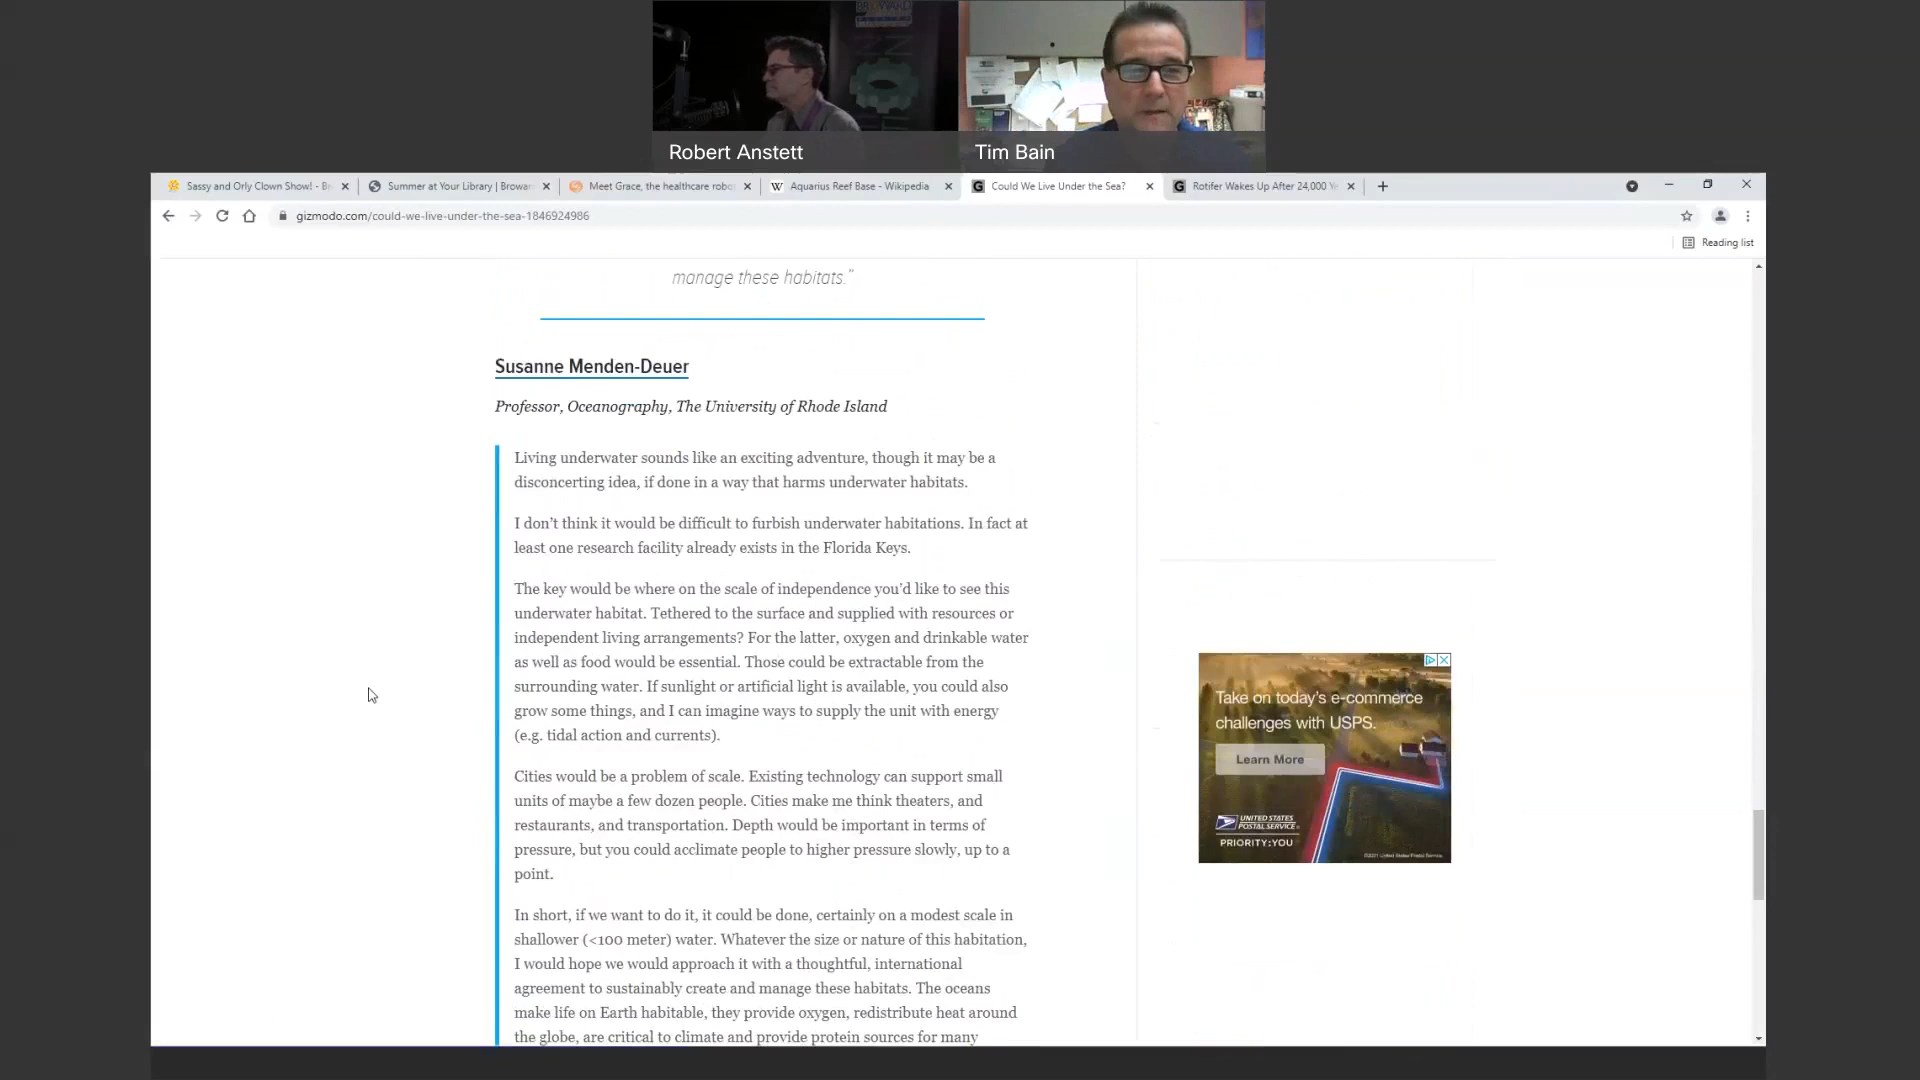 BROWARD
Robert Anstett
Tim Bain
Sassy and Orly Clown Show! - Br
Summer at Your Library | Browar
Meet Grace, the healthcare robo
Aquarius Reef Base - Wikipedia
Could We Live Under the Sea?
Rotifer Wakes Up After 24,000 Ye
gizmodo.com/could-we-live-under-the-sea-1846924986
Reading list
manage these habitats.”
Susanne Menden-Deuer
Professor, Oceanography, The University of Rhode Island
Living underwater sounds like an exciting adventure, though it may be a
disconcerting idea, if done in a way that harms underwater habitats.
I don’t think it would be difficult to furbish underwater habitations. In fact at
least one research facility already exists in the Florida Keys.
The key would be where on the scale of independence you’d like to see this
underwater habitat. Tethered to the surface and supplied with resources or
independent living arrangements? For the latter, oxygen and drinkable water
as well as food would be essential. Those could be extractable from the
surrounding water. If sunlight or artificial light is available, you could also
grow some things, and I can imagine ways to supply the unit with energy
(e.g. tidal action and currents).
Cities would be a problem of scale. Existing technology can support small
units of maybe a few dozen people. Cities make me think theaters, and
restaurants, and transportation. Depth would be important in terms of
pressure, but you could acclimate people to higher pressure slowly, up to a
point.
In short, if we want to do it, it could be done, certainly on a modest scale in
shallower (<100 meter) water. Whatever the size or nature of this habitation,
I would hope we would approach it with a thoughtful, international
agreement to sustainably create and manage these habitats. The oceans
make life on Earth habitable, they provide oxygen, redistribute heat around
the globe, are critical to climate and provide protein sources for many
Take on today’s e-commerce
challenges with USPS.
Learn More
UNITED STATES
POSTAL SERVICE
PRIORITY:YOU
©2021 United States Postal Service